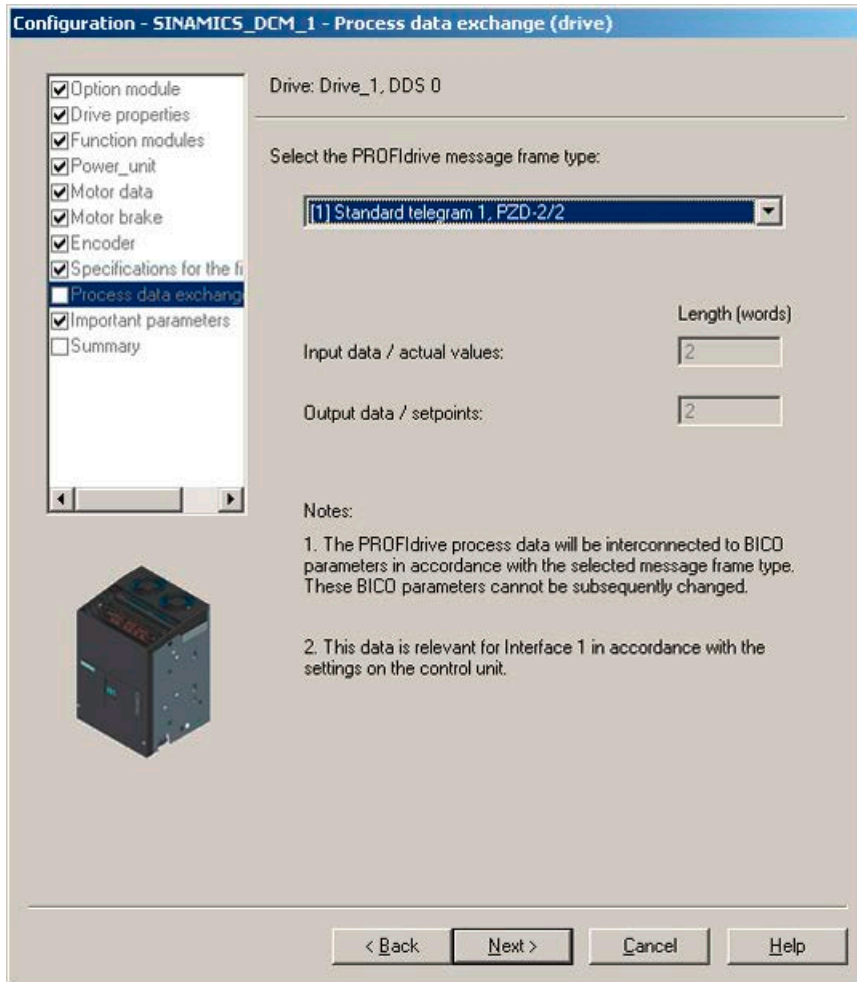 Configuration - SINAMICS_DCM_1 - Process data exchange (drive)
Option module
Drive properties
Function modules
Power_unit
Motor data
Motor brake
Encoder
Specifications for the fi
Process data exchang
Important parameters
Summary
Drive: Drive_1, DDS 0
Select the PROFIdrive message frame type:
[1] Standard telegram 1, PZD-2/2
Length (words)
Input data / actual values:
2
Output data / setpoints:
2
Notes:
1. The PROFIdrive process data will be interconnected to BICO
parameters in accordance with the selected message frame type.
These BICO parameters cannot be subsequently changed.
2. This data is relevant for Interface 1 in accordance with the
settings on the control unit.
< Back
Next >
Cancel
Help